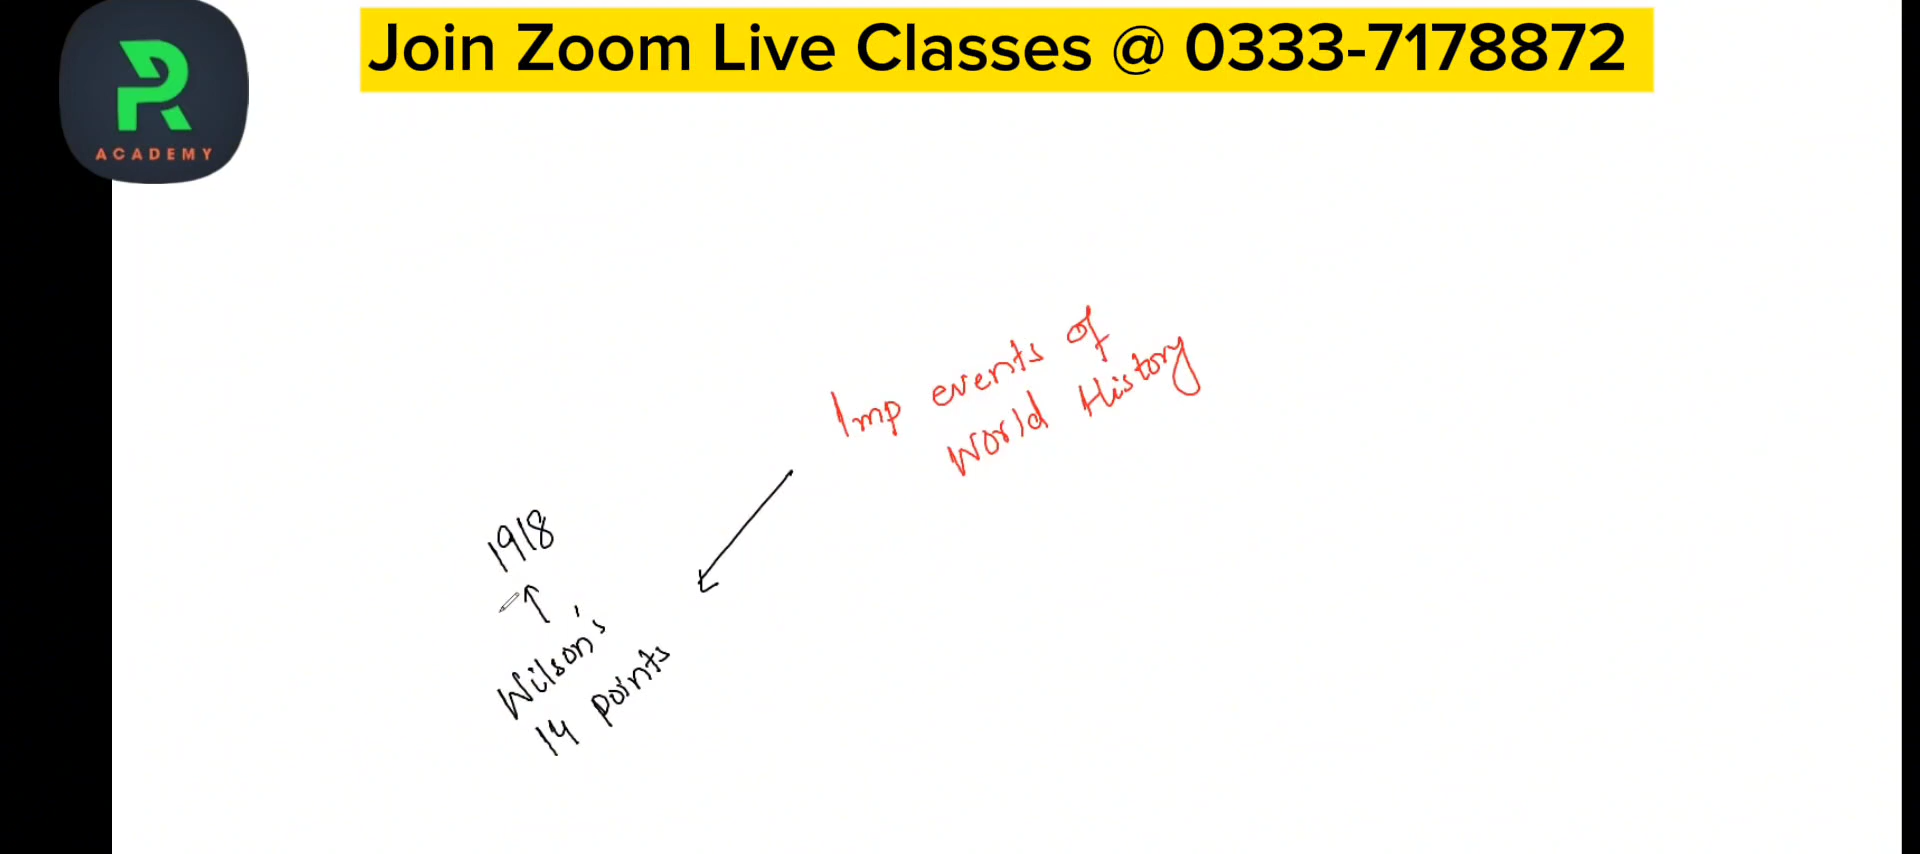 Join Zoom Live Classes @ 0333-7178872
ACADEMY
Imp events of
World History
1918
Wilson's
14 points